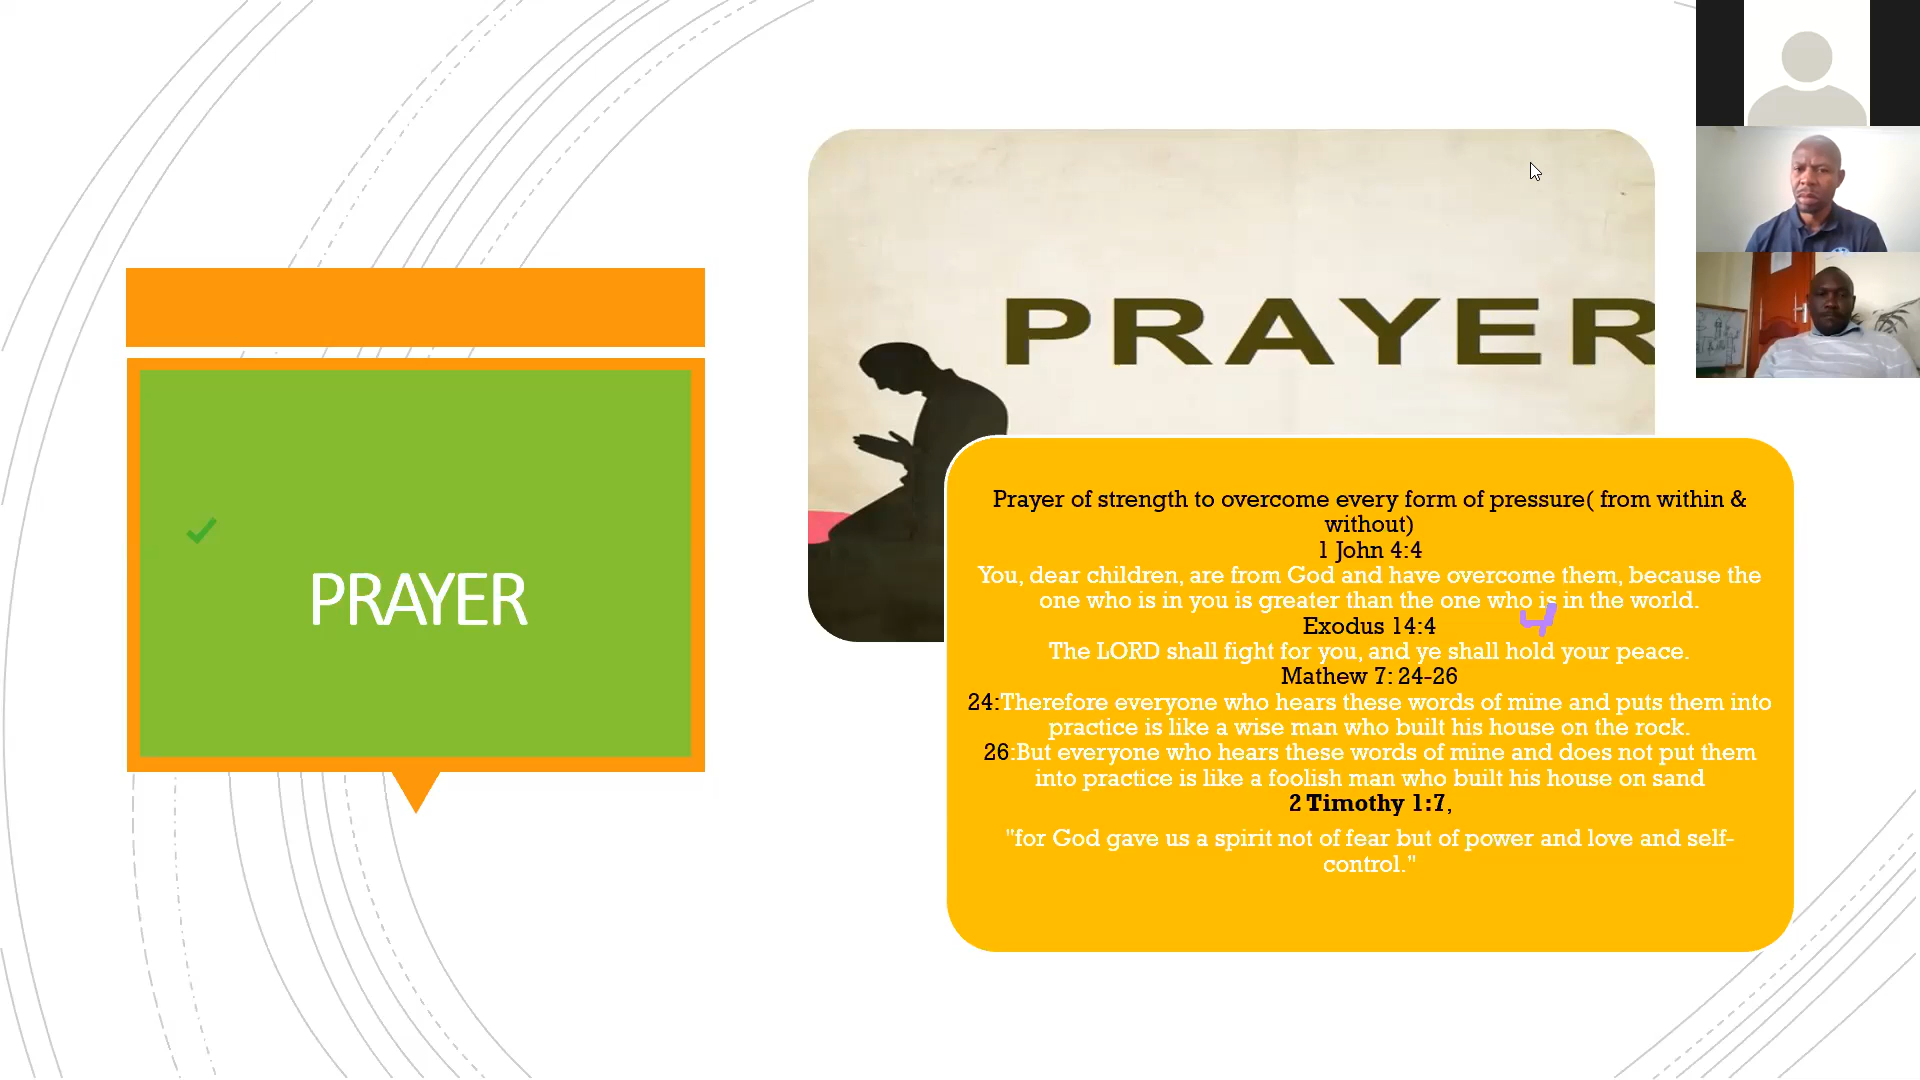 PRAYER
PRAYER
Prayer of strength to overcome every form of pressure( from within &
without)
1 John 4:4
You, dear children, are from God and have overcome them, because the
one who is in you is greater than the one who is in the world.
Exodus 14:4
4
The LORD shall fight for you, and ye shall hold your peace.
Mathew 7: 24-26
24:Therefore everyone who hears these words of mine and puts them into
practice is like a wise man who built his house on the rock.
26:But everyone who hears these words of mine and does not put them
into practice is like a foolish man who built his house on sand
2 Timothy 1:7,
"for God gave us a spirit not of fear but of power and love and self-
control."